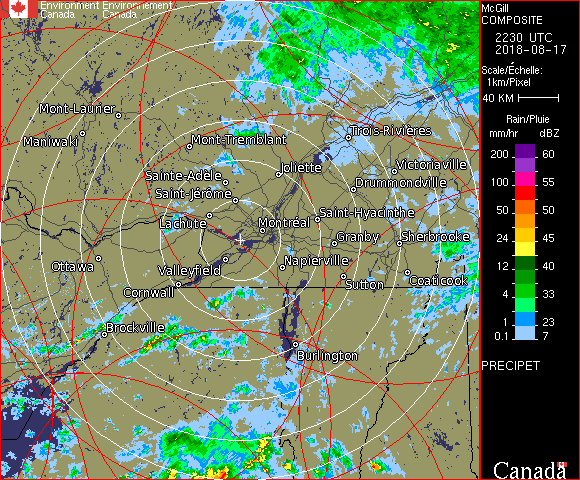 Environment Environnement
Canada Canada
McGill
COMPOSITE
2230 UTC
2018-08-17
Scale/Échelle:
1km/Pixel
40 KM
Rain/Pluie
mm/hr dBZ
200 60
100 55
50 50
24 45
12 40
4 33
1 23
0.1 7
PRECIPET
Canada
Mont-Laurier
Maniwaki
Mont-Tremblant
Trois-Rivières
Sainte-Adèle
Joliette
Victoriaville
Saint-Jérôme
Drummondville
Lachute
Montréal
Saint-Hyacinthe
Granby
Sherbrooke
Ottawa
Valleyfield
Napierville
Cornwall
Sutton
Coaticook
Brockville
Burlington